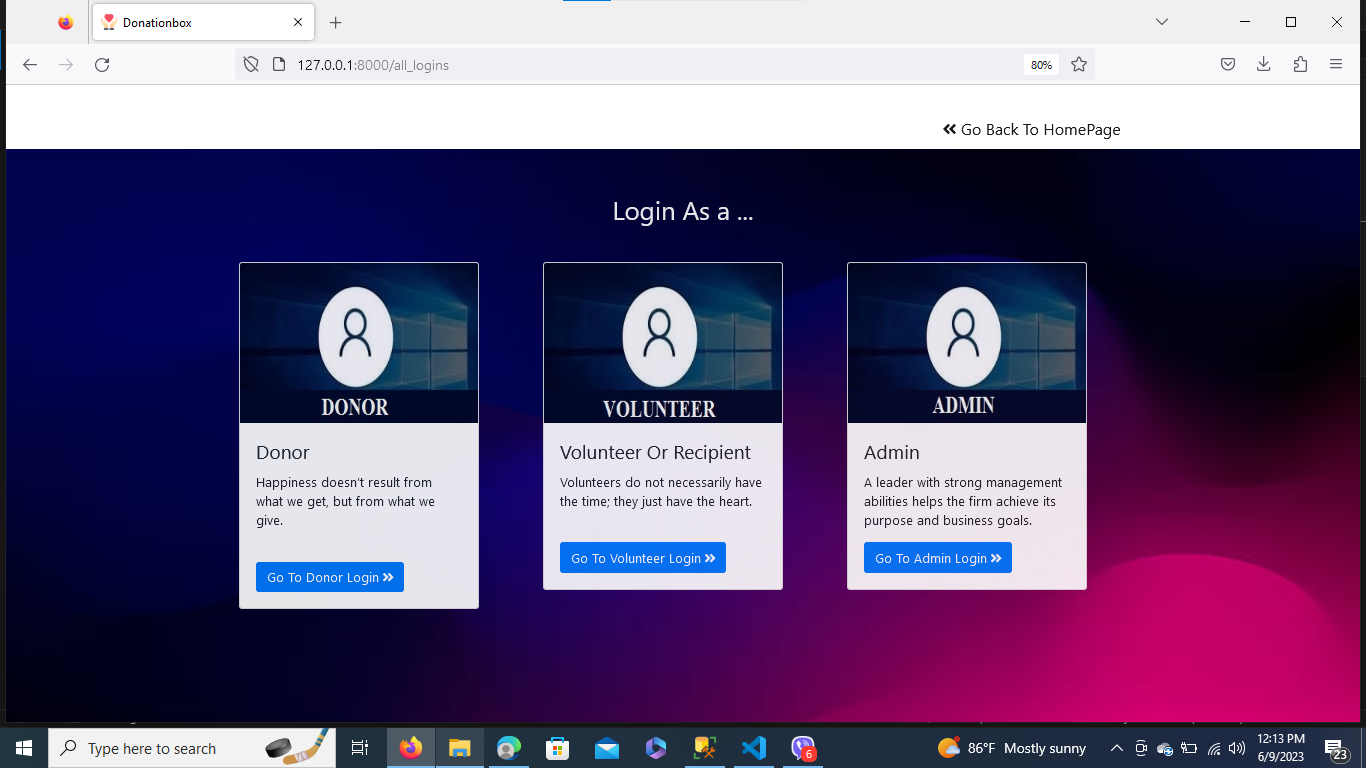 Donationbox
127.0.0.1:8000/all_logins
80%
Go Back To HomePage
Login As a ...
DONOR
Donor
Happiness doesn't result from
what we get, but from what we
give.
Go To Donor Login
VOLUNTEER
Volunteer Or Recipient
Volunteers do not necessarily have
the time; they just have the heart.
Go To Volunteer Login
ADMIN
Admin
A leader with strong management
abilities helps the firm achieve its
purpose and business goals.
Go To Admin Login
Type here to search
6
86°F Mostly sunny
12:13 PM
6/9/2023
23